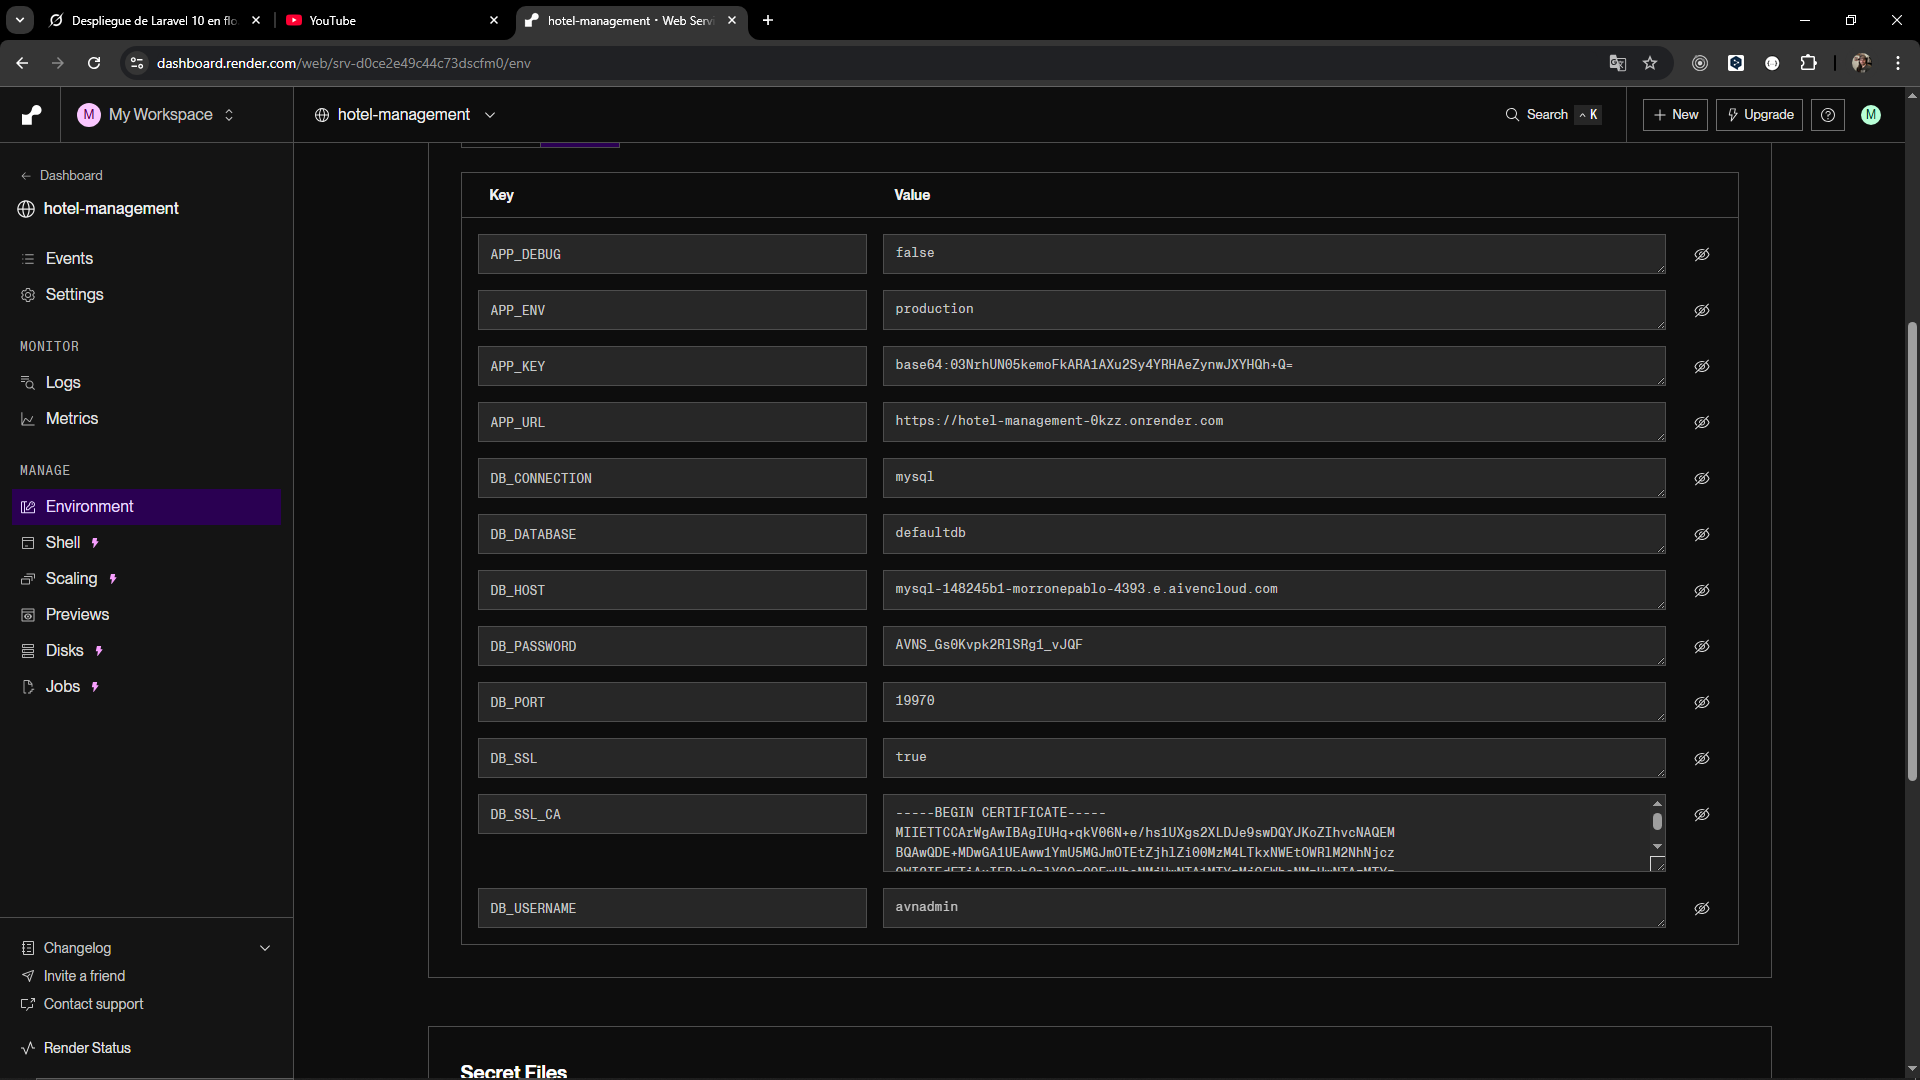 Despliegue de Laravel 10 en flo
YouTube
hotel-management · Web Servi
dashboard.render.com/web/srv-d0ce2e49c44c73dscfm0/env
M My Workspace
hotel-management
Search K
+ New
Upgrade
M
Dashboard
hotel-management
Events
Settings
MONITOR
Logs
Metrics
MANAGE
Environment
Shell
Scaling
Previews
Disks
Jobs
Changelog
Invite a friend
Contact support
Render Status
Key Value
APP_DEBUG false
APP_ENV production
APP_KEY base64:03NrhUN05kemoFkARA1AXu2Sy4YRHAeZynwJXYHQh+Q=
APP_URL https://hotel-management-0kzz.onrender.com
DB_CONNECTION mysql
DB_DATABASE defaultdb
DB_HOST mysql-148245b1-morronepablo-4393.e.aivencloud.com
DB_PASSWORD AVNS_Gs0Kvpk2RlSRg1_vJQF
DB_PORT 19970
DB_SSL true
DB_SSL_CA -----BEGIN CERTIFICATE-----
MIIETTCCArWgAwIBAgIUHq+qkV06N+e/hs1UXgs2XLDJe9swDQYJKoZIhvcNAQEM
BQAwQDE+MDwGA1UEAww1YmU5MGJmOTEtZjhlZi00MzM4LTkxNWEtOWRlM2NhNjcz
DB_USERNAME avnadmin
Secret Files